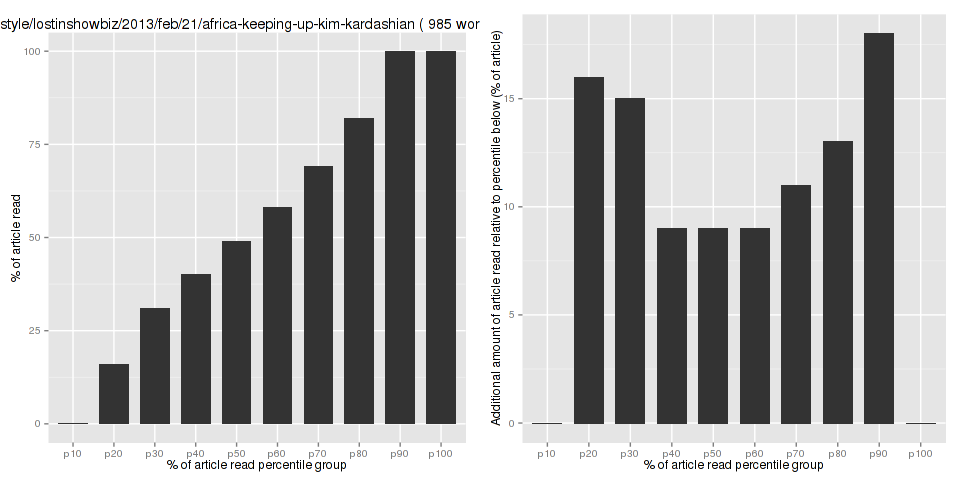 style/lostinshowbiz/2013/feb/21/africa-keeping-up-kim-kardashian ( 985 wor
% of article read
100
75
50
25
0
p10 p20 p30 p40 p50 p60 p70 p80 p90 p100
% of article read percentile group
Additional amount of article read relative to percentile below (% of article)
15
10
5
0
p10 p20 p30 p40 p50 p60 p70 p80 p90 p100
% of article read percentile group